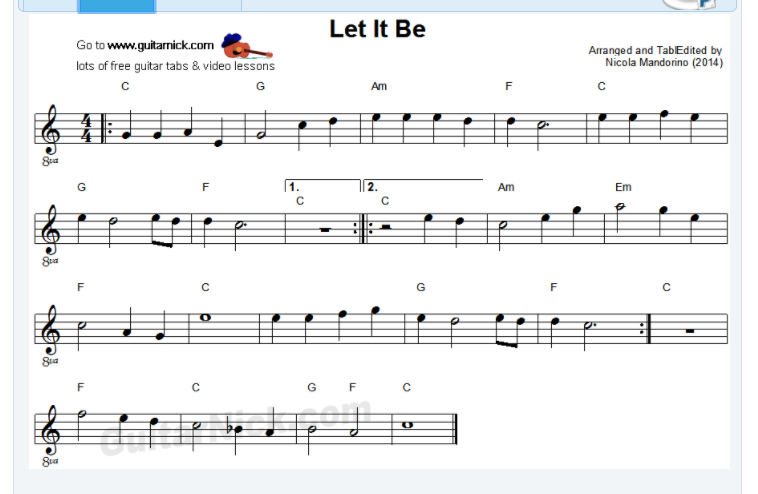 Let It Be
Go to www.guitarnick.com
lots of free guitar tabs & video lessons
Arranged and TablEdited by
Nicola Mandorino (2014)
C G Am F C
4
4
8va
G F 1. 2. Am Em
C C
8va
F C G F C
8va
F C G F C
GuitarNick.com
8va